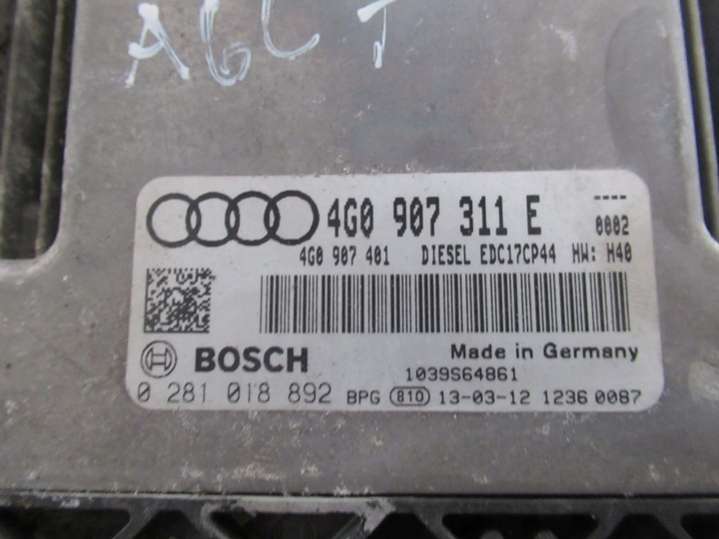 4G0 907 311 E ----
0002
4G0 907 401 DIESEL EDC17CP44 HW: H40
BOSCH
Made in Germany
1039S64861
0 281 018 892 BPG 810 13-03-12 1236 0087